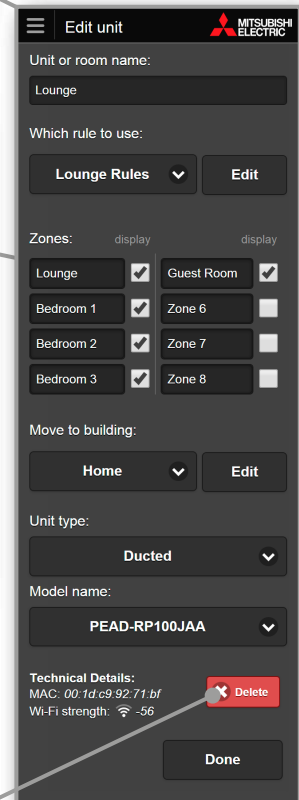 Edit unit
MITSUBISHI
ELECTRIC
Unit or room name:
Lounge
Which rule to use:
Lounge Rules Edit
Zones: display display
Lounge Guest Room
Bedroom 1 Zone 6
Bedroom 2 Zone 7
Bedroom 3 Zone 8
Move to building:
Home Edit
Unit type:
Ducted
Model name:
PEAD-RP100JAA
Technical Details:
MAC: 00:1d:c9:92:71:bf
Wi-Fi strength: -56
Delete
Done